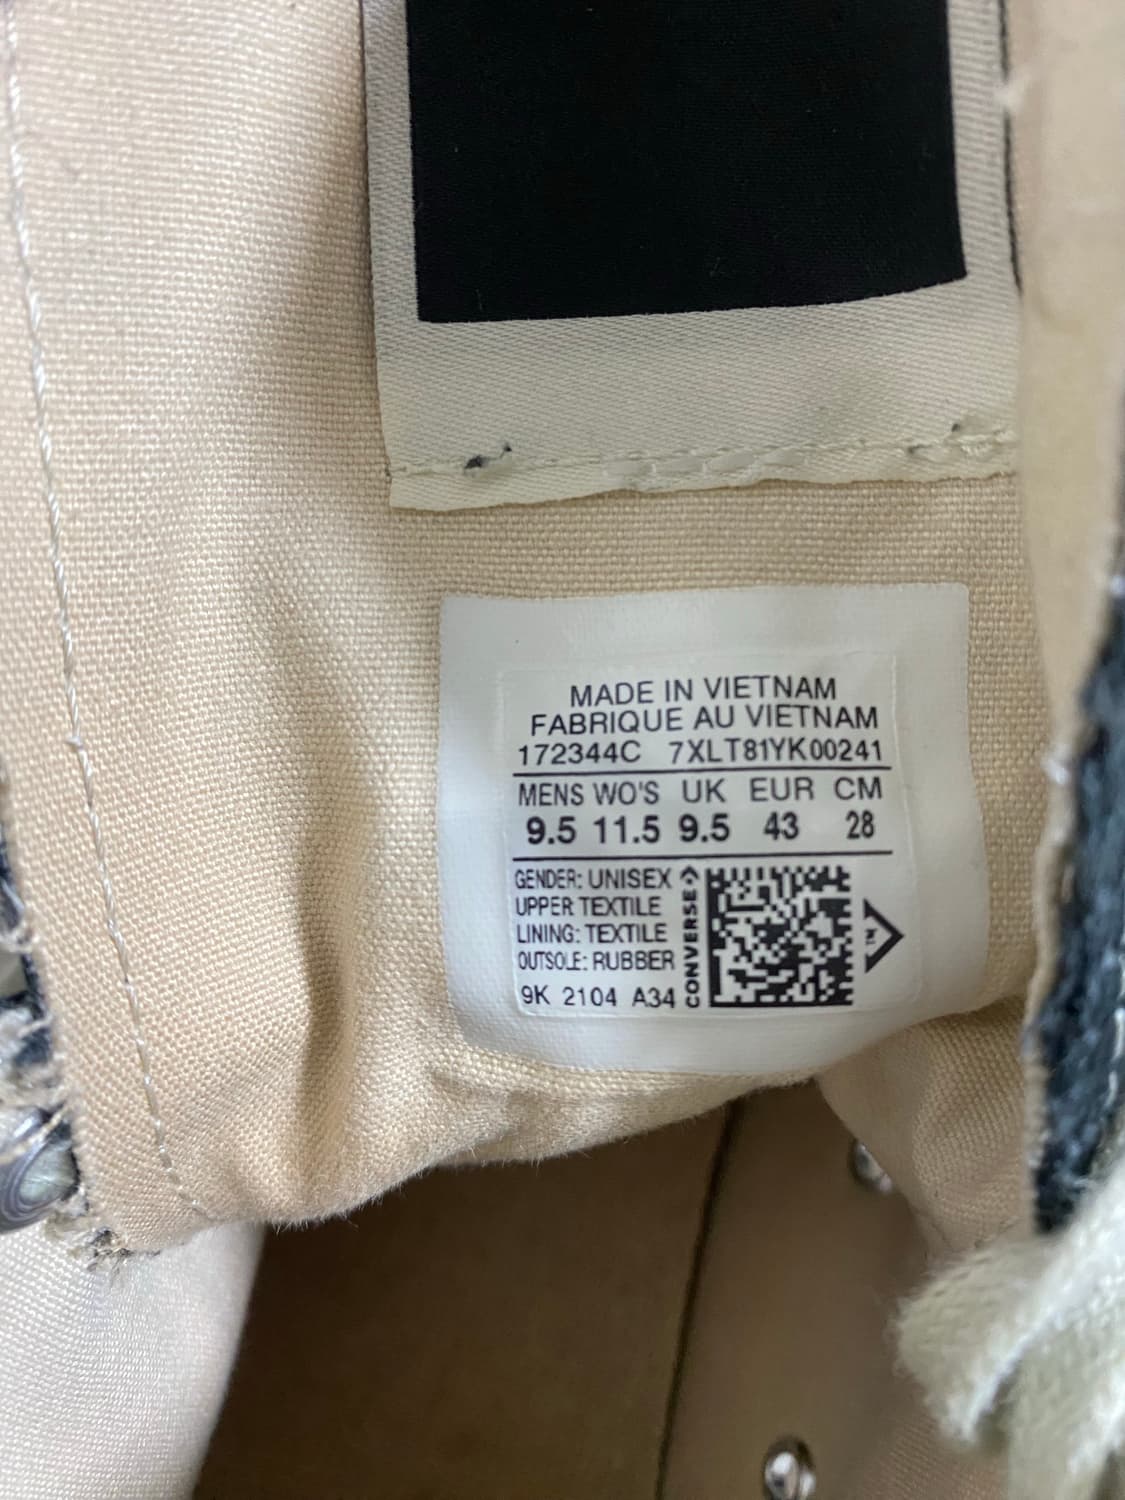 MADE IN VIETNAM
FABRIQUE AU VIETNAM
172344C 7XLT81YK00241
MENS WO'S UK EUR CM
9.5 11.5 9.5 43 28
GENDER: UNISEX
UPPER TEXTILE
LINING: TEXTILE
OUTSOLE: RUBBER
9K 2104 A34
CONVERSE
TM